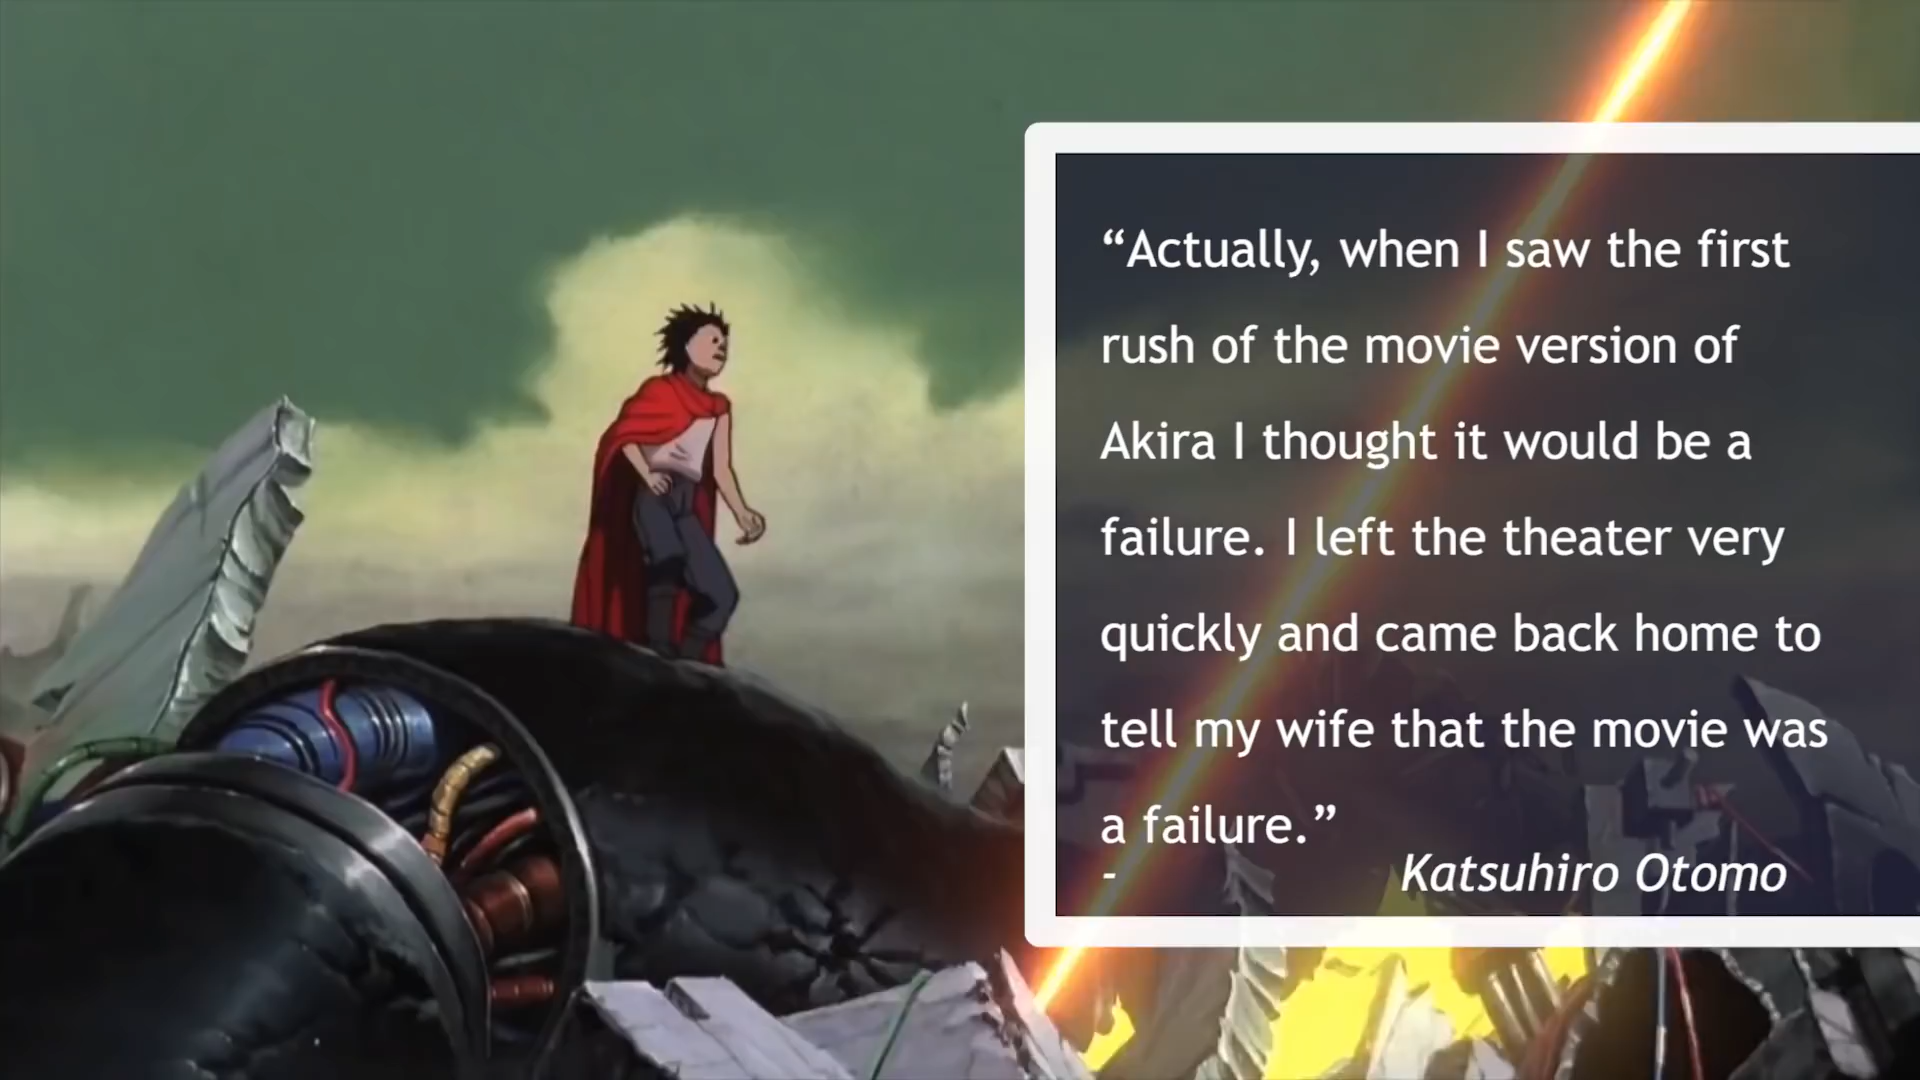 “Actually, when I saw the first
rush of the movie version of
Akira I thought it would be a
failure. I left the theater very
quickly and came back home to
tell my wife that the movie was
a failure.”
- Katsuhiro Otomo